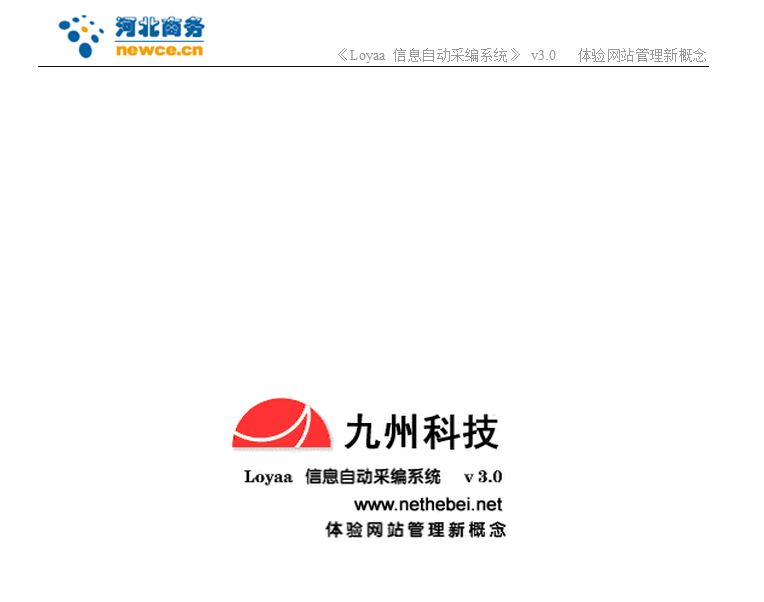 河北商务
newce.cn
《Loyaa 信息自动采编系统》 v3.0 体验网站管理新概念
九州科技
Loyaa 信息自动采编系统 v 3.0
www.nethebei.net
体验网站管理新概念